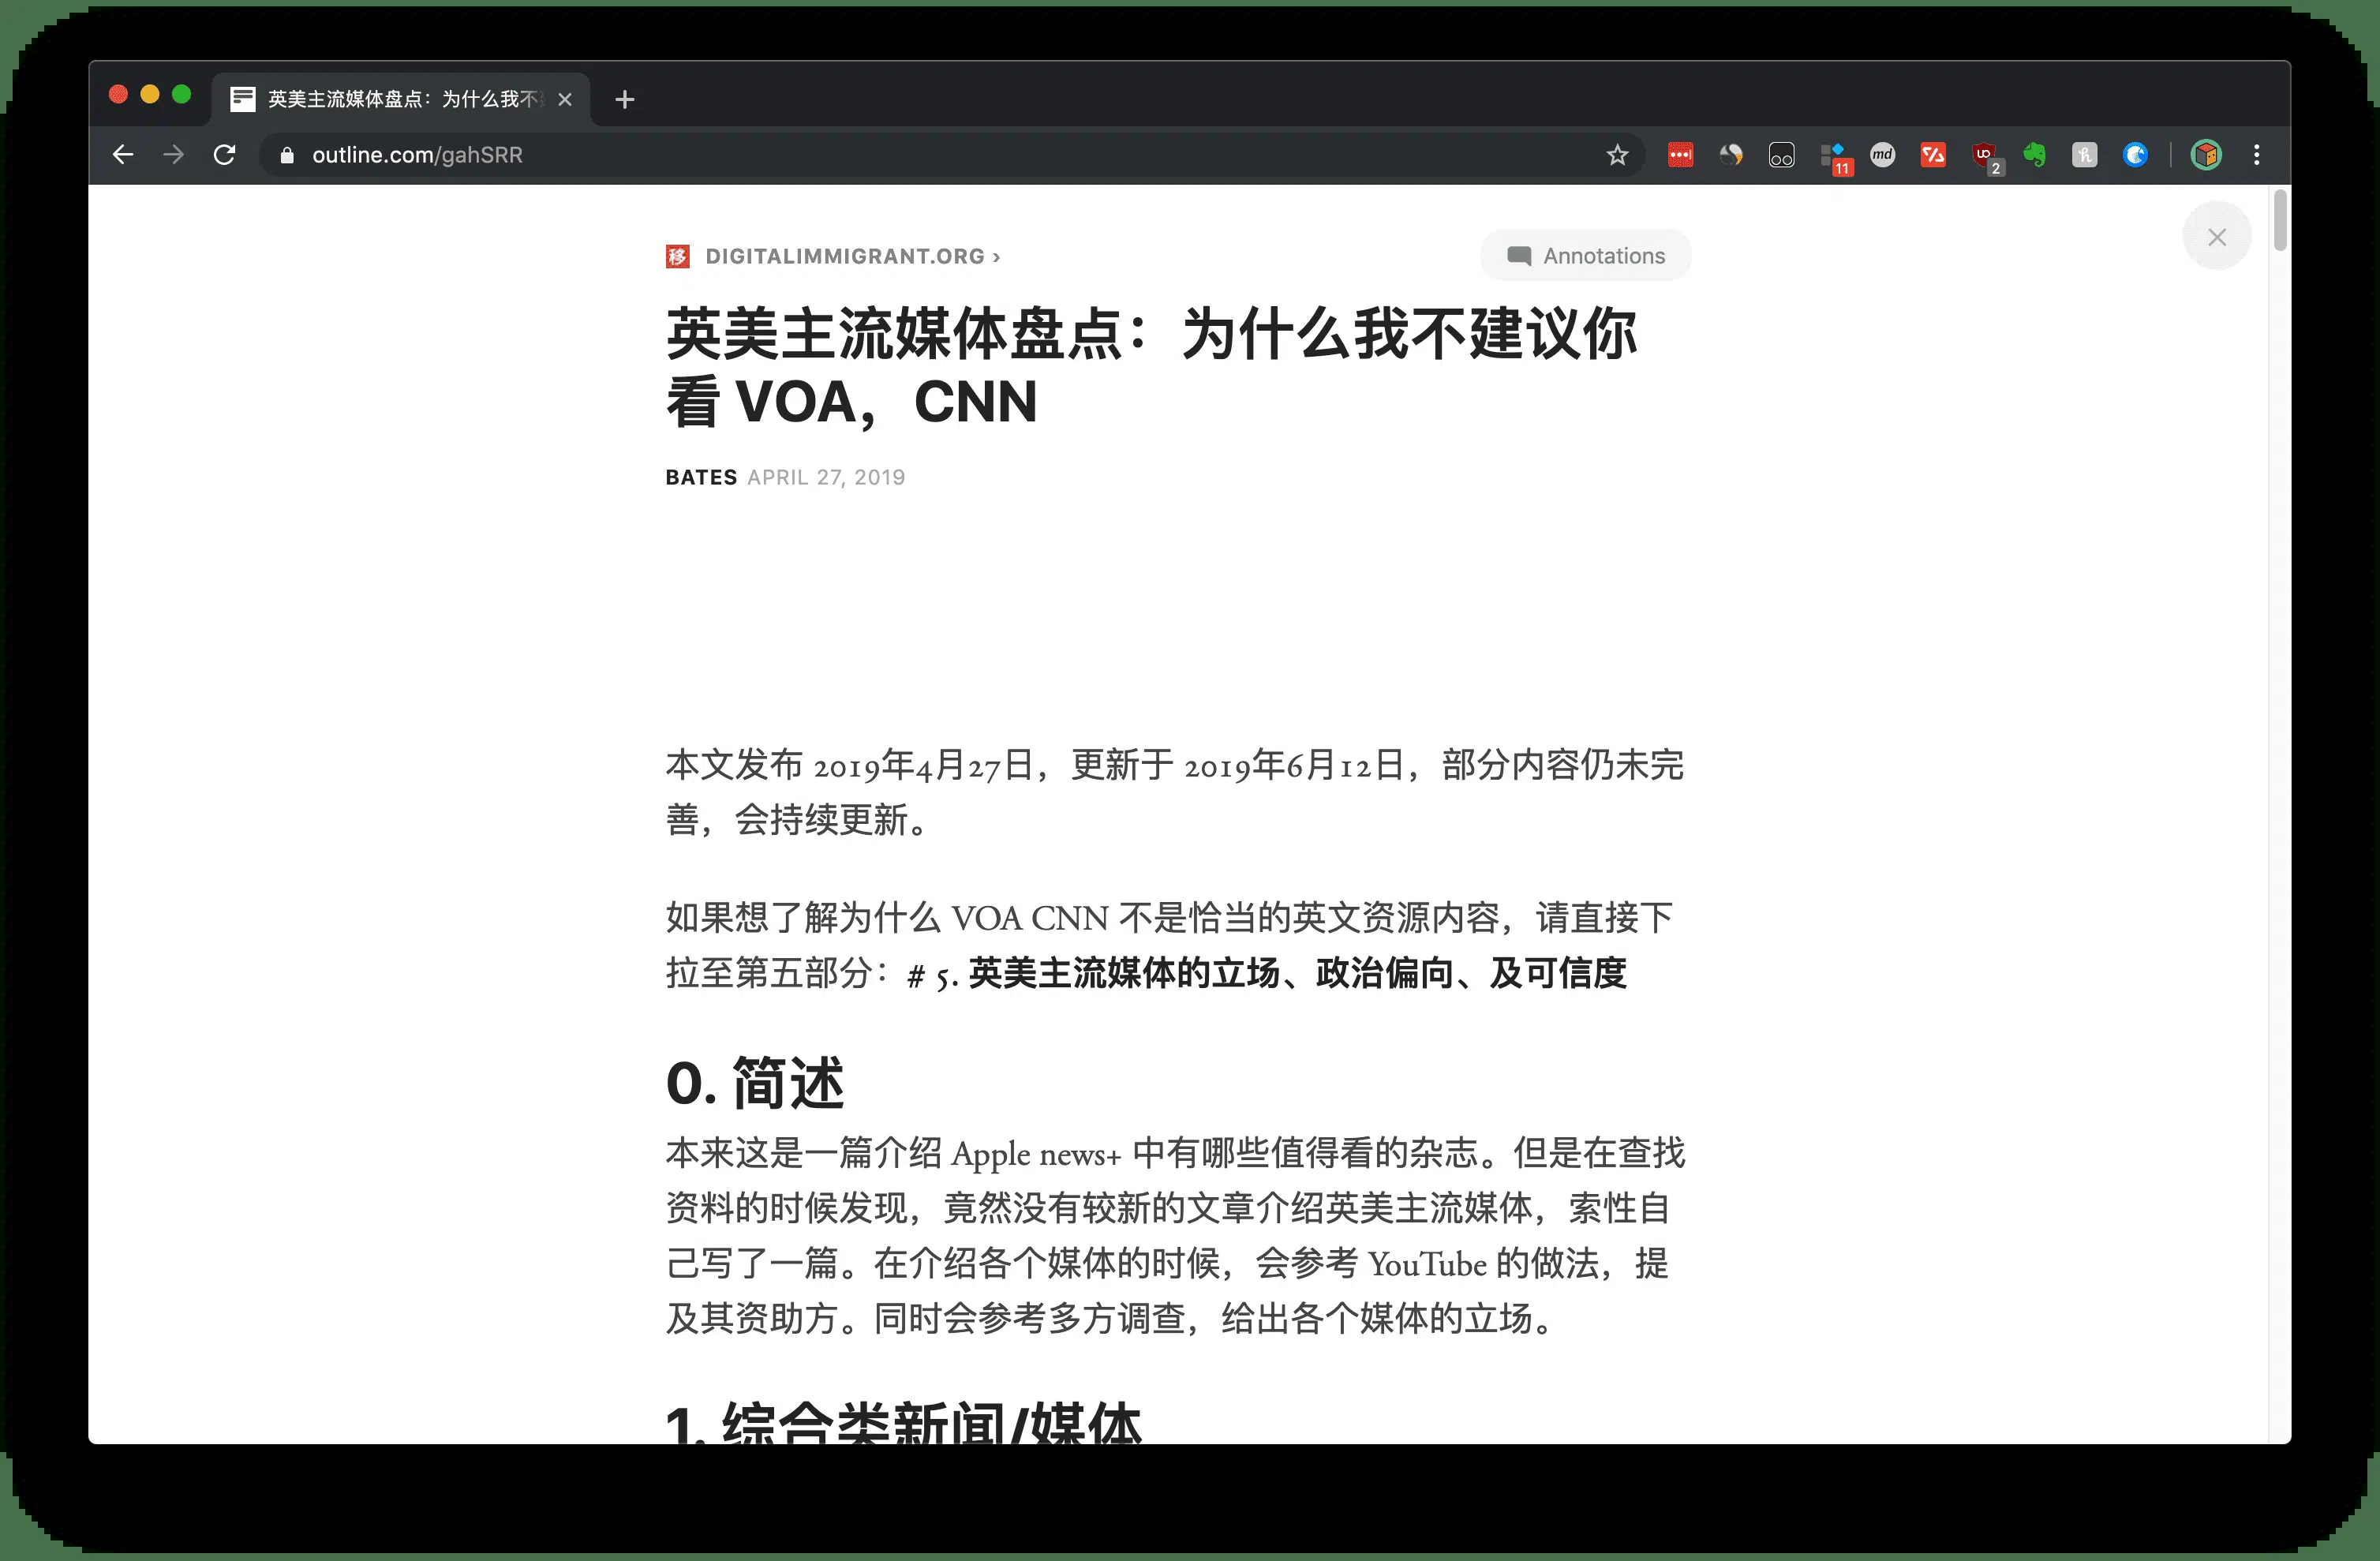 英美主流媒体盘点：为什么我不
outline.com/gahSRR
11
md
2
移 DIGITALIMMIGRANT.ORG ›
Annotations
英美主流媒体盘点：为什么我不建议你
看 VOA，CNN
BATES APRIL 27, 2019
本文发布 2019年4月27日，更新于 2019年6月12日，部分内容仍未完
善，会持续更新。
如果想了解为什么 VOA CNN 不是恰当的英文资源内容，请直接下
拉至第五部分：# 5. 英美主流媒体的立场、政治偏向、及可信度
0. 简述
本来这是一篇介绍 Apple news+ 中有哪些值得看的杂志。但是在查找
资料的时候发现，竟然没有较新的文章介绍英美主流媒体，索性自
己写了一篇。在介绍各个媒体的时候，会参考 YouTube 的做法，提
及其资助方。同时会参考多方调查，给出各个媒体的立场。
1. 综合类新闻/媒体